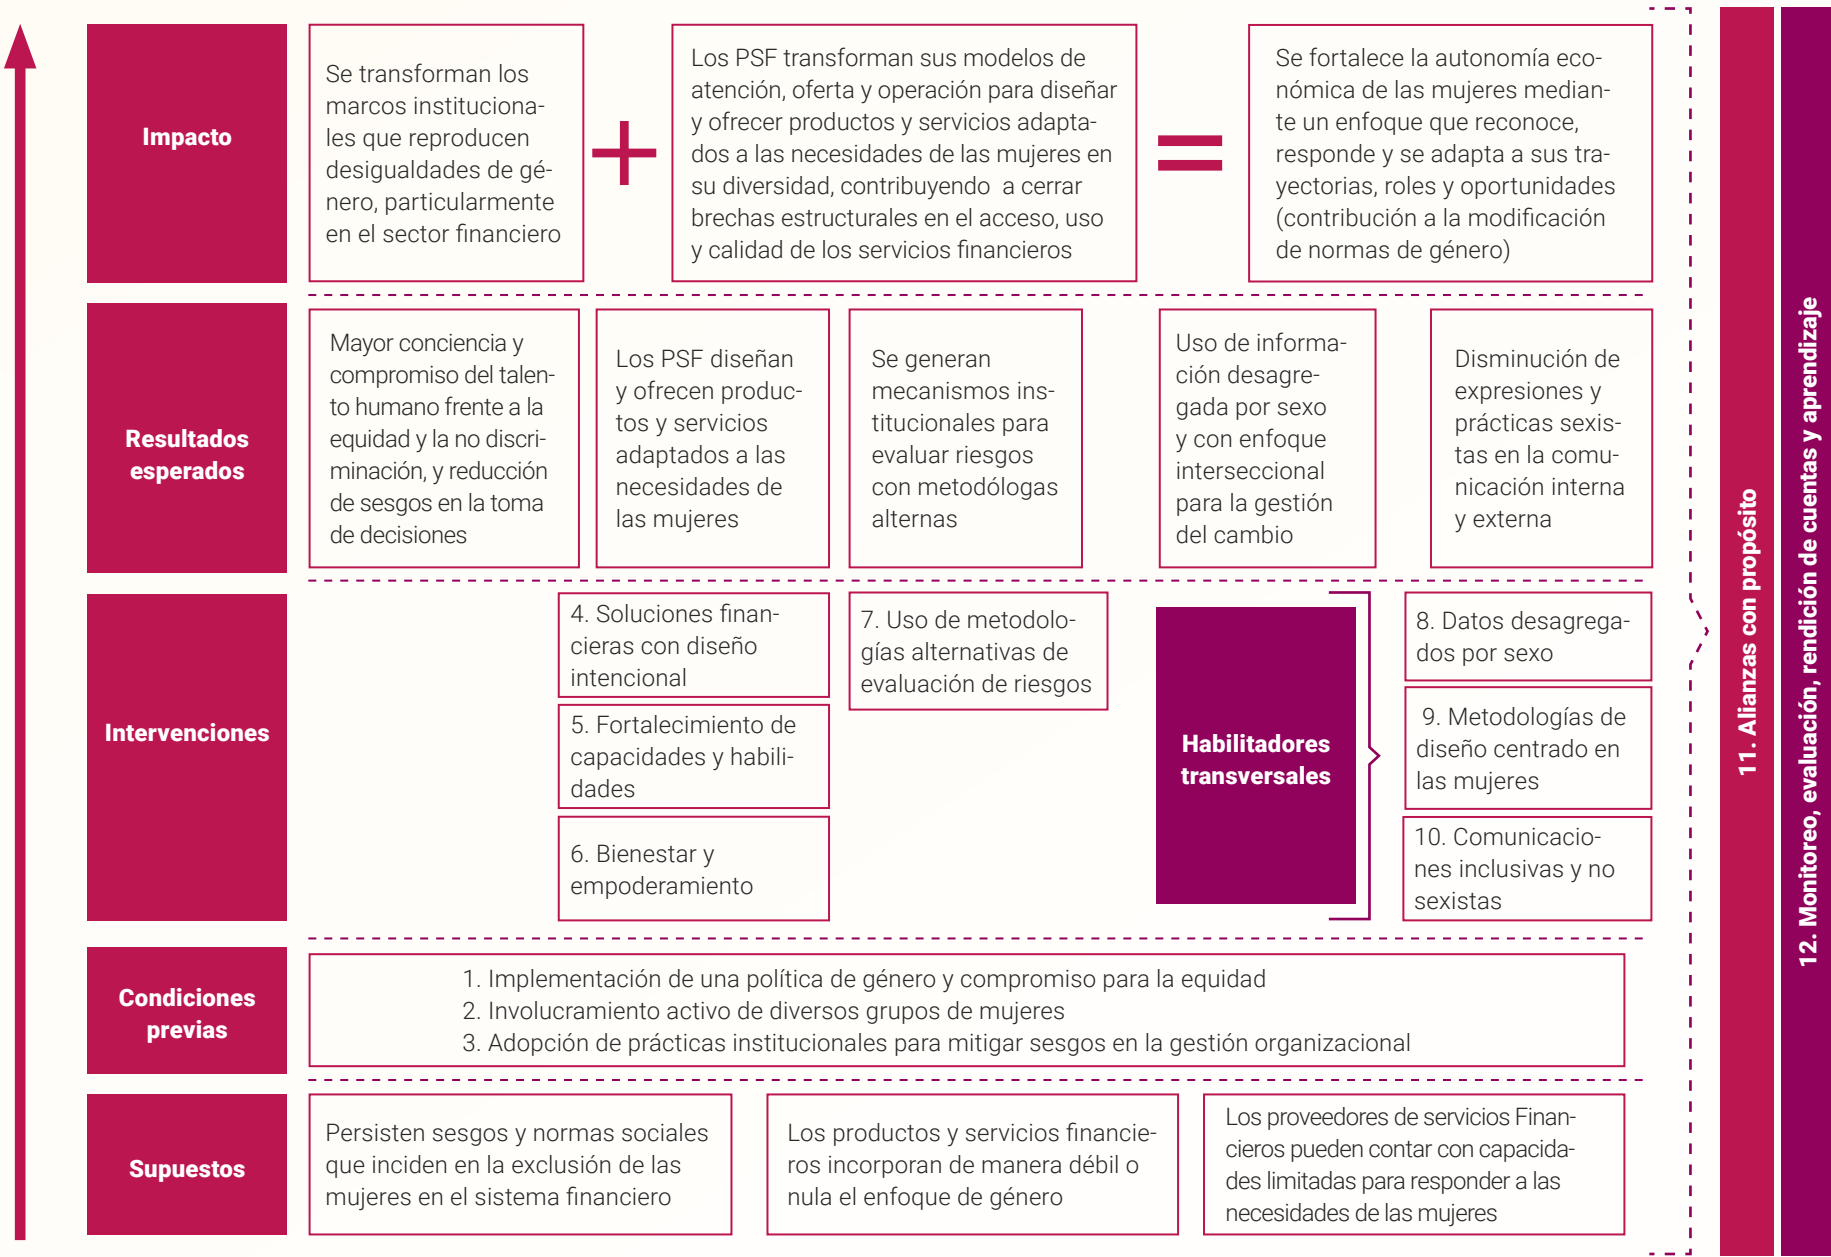 Impacto
Se transforman los
marcos instituciona-
les que reproducen
desigualdades de gé-
nero, particularmente
en el sector financiero
+
Los PSF transforman sus modelos de
atención, oferta y operación para diseñar
y ofrecer productos y servicios adapta-
dos a las necesidades de las mujeres en
su diversidad, contribuyendo a cerrar
brechas estructurales en el acceso, uso
y calidad de los servicios financieros
=
Se fortalece la autonomía eco-
nómica de las mujeres median-
te un enfoque que reconoce,
responde y se adapta a sus tra-
yectorias, roles y oportunidades
(contribución a la modificación
de normas de género)
Resultados
esperados
Mayor conciencia y
compromiso del talen-
to humano frente a la
equidad y la no discri-
minación, y reducción
de sesgos en la toma
de decisiones
Los PSF diseñan
y ofrecen produc-
tos y servicios
adaptados a las
necesidades de
las mujeres
Se generan
mecanismos ins-
titucionales para
evaluar riesgos
con metodólogas
alternas
Uso de informa-
ción desagre-
gada por sexo
y con enfoque
interseccional
para la gestión
del cambio
Disminución de
expresiones y
prácticas sexis-
tas en la comu-
nicación interna
y externa
Intervenciones
4. Soluciones finan-
cieras con diseño
intencional
5. Fortalecimiento de
capacidades y habili-
dades
6. Bienestar y
empoderamiento
7. Uso de metodolo-
gías alternativas de
evaluación de riesgos
Habilitadores
transversales
8. Datos desagrega-
dos por sexo
9. Metodologías de
diseño centrado en
las mujeres
10. Comunicacio-
nes inclusivas y no
sexistas
Condiciones
previas
1. Implementación de una política de género y compromiso para la equidad
2. Involucramiento activo de diversos grupos de mujeres
3. Adopción de prácticas institucionales para mitigar sesgos en la gestión organizacional
Supuestos
Persisten sesgos y normas sociales
que inciden en la exclusión de las
mujeres en el sistema financiero
Los productos y servicios financie-
ros incorporan de manera débil o
nula el enfoque de género
Los proveedores de servicios Finan-
cieros pueden contar con capacida-
des limitadas para responder a las
necesidades de las mujeres
11. Alianzas con propósito
12. Monitoreo, evaluación, rendición de cuentas y aprendizaje